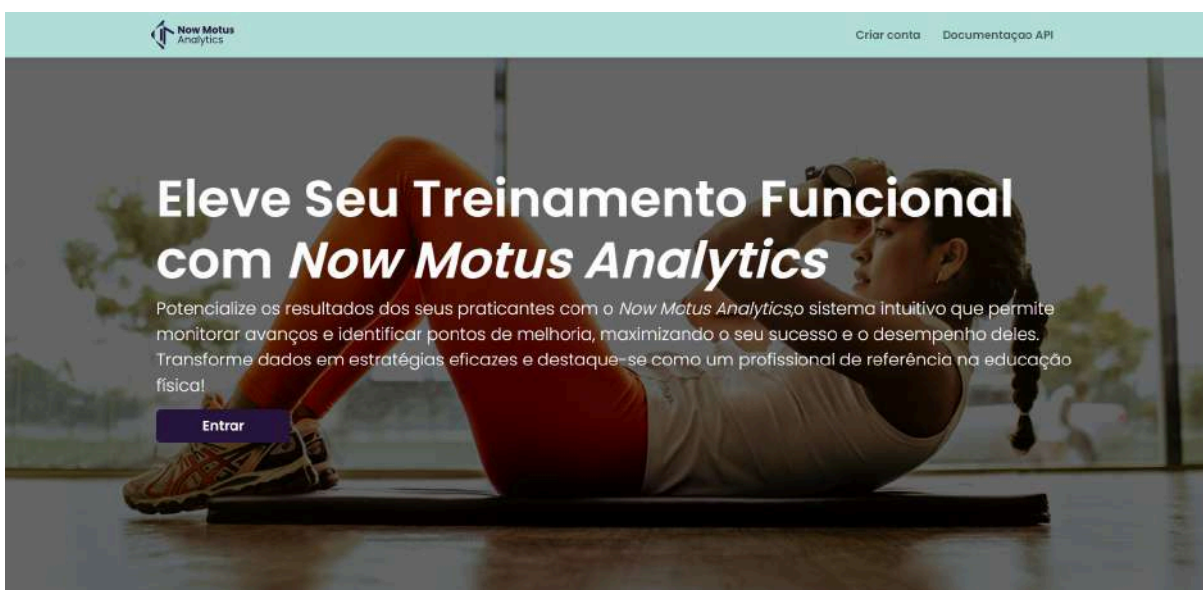 Now Motus
Analytics
Criar conta
Documentaçao API
Eleve Seu Treinamento Funcional
com Now Motus Analytics
Potencialize os resultados dos seus praticantes com o Now Motus Analytics,o sistema intuitivo que permite
monitorar avanços e identificar pontos de melhoria, maximizando o seu sucesso e o desempenho deles.
Transforme dados em estratégias eficazes e destaque-se como um profissional de referência na educação
física!
Entrar